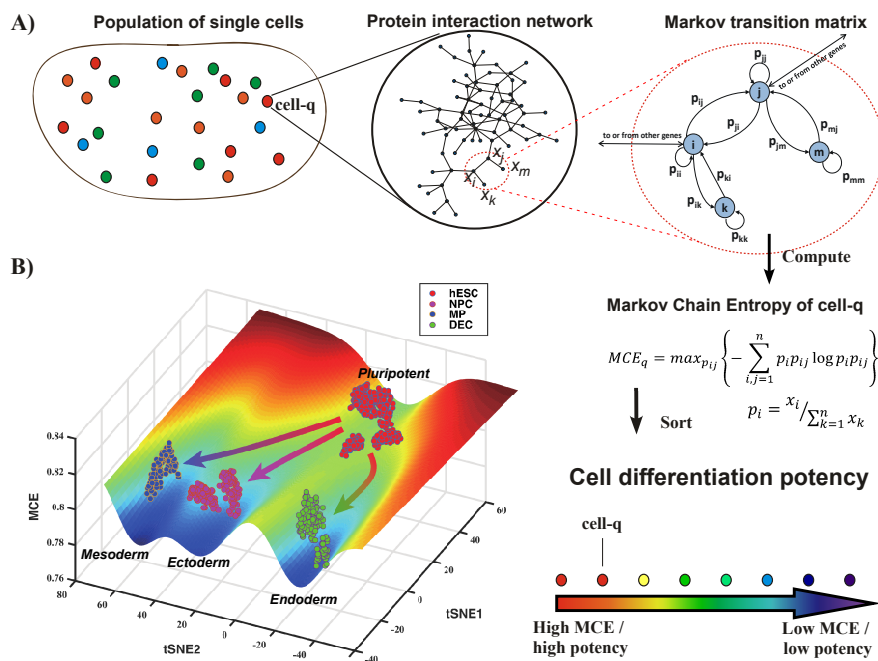 A)
Population of single cells
cell-q
Protein interaction network
x_j
x_m
x_i
x_k
Markov transition matrix
to or from other genes
to or from other genes
p_jj
j
p_ij
p_ji
p_jm
p_mj
i
m
p_ii
p_ki
p_mm
p_ik
k
p_kk
Compute
Markov Chain Entropy of cell-q
MCE_q = max_{p_ij} { − ∑_{i,j=1}^{n} p_i p_ij log p_i p_ij }
p_i = x_i / ∑_{k=1}^{n} x_k
Sort
Cell differentiation potency
cell-q
High MCE /
high potency
Low MCE /
low potency
B)
hESC
NPC
MP
DEC
Pluripotent
Mesoderm
Ectoderm
Endoderm
MCE
0.84
0.82
0.8
0.78
0.76
80
60
40
20
0
-20
-40
tSNE2
-40
-20
0
20
40
60
tSNE1